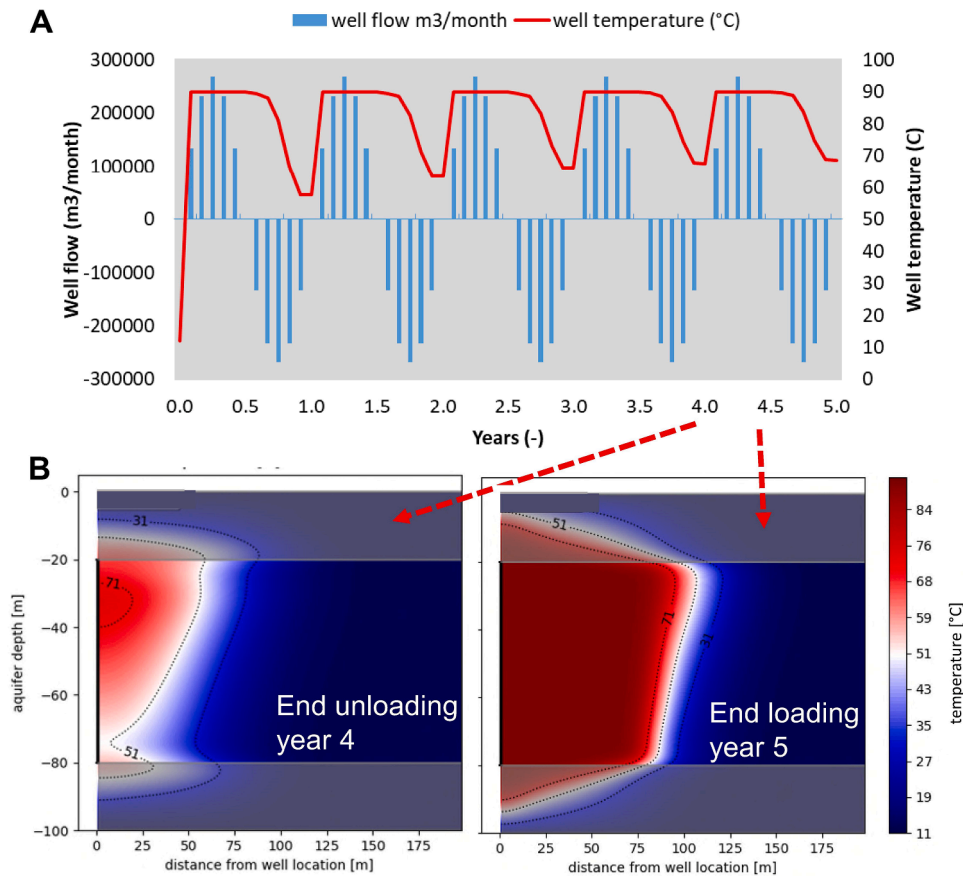 A
well flow m3/month
well temperature (°C)
300000
200000
100000
0
-100000
-200000
-300000
Well flow (m3/month)
100
90
80
70
60
50
40
30
20
10
0
Well temperature (C)
0.0 0.5 1.0 1.5 2.0 2.5 3.0 3.5 4.0 4.5 5.0
Years (-)
B
0
−20
−40
−60
−80
−100
aquifer depth [m]
31
71
51
End unloading
year 4
0 25 50 75 100 125 150 175
distance from well location [m]
51
71
31
End loading
year 5
0 25 50 75 100 125 150 175
distance from well location [m]
84
76
68
59
51
43
35
27
19
11
temperature [°C]